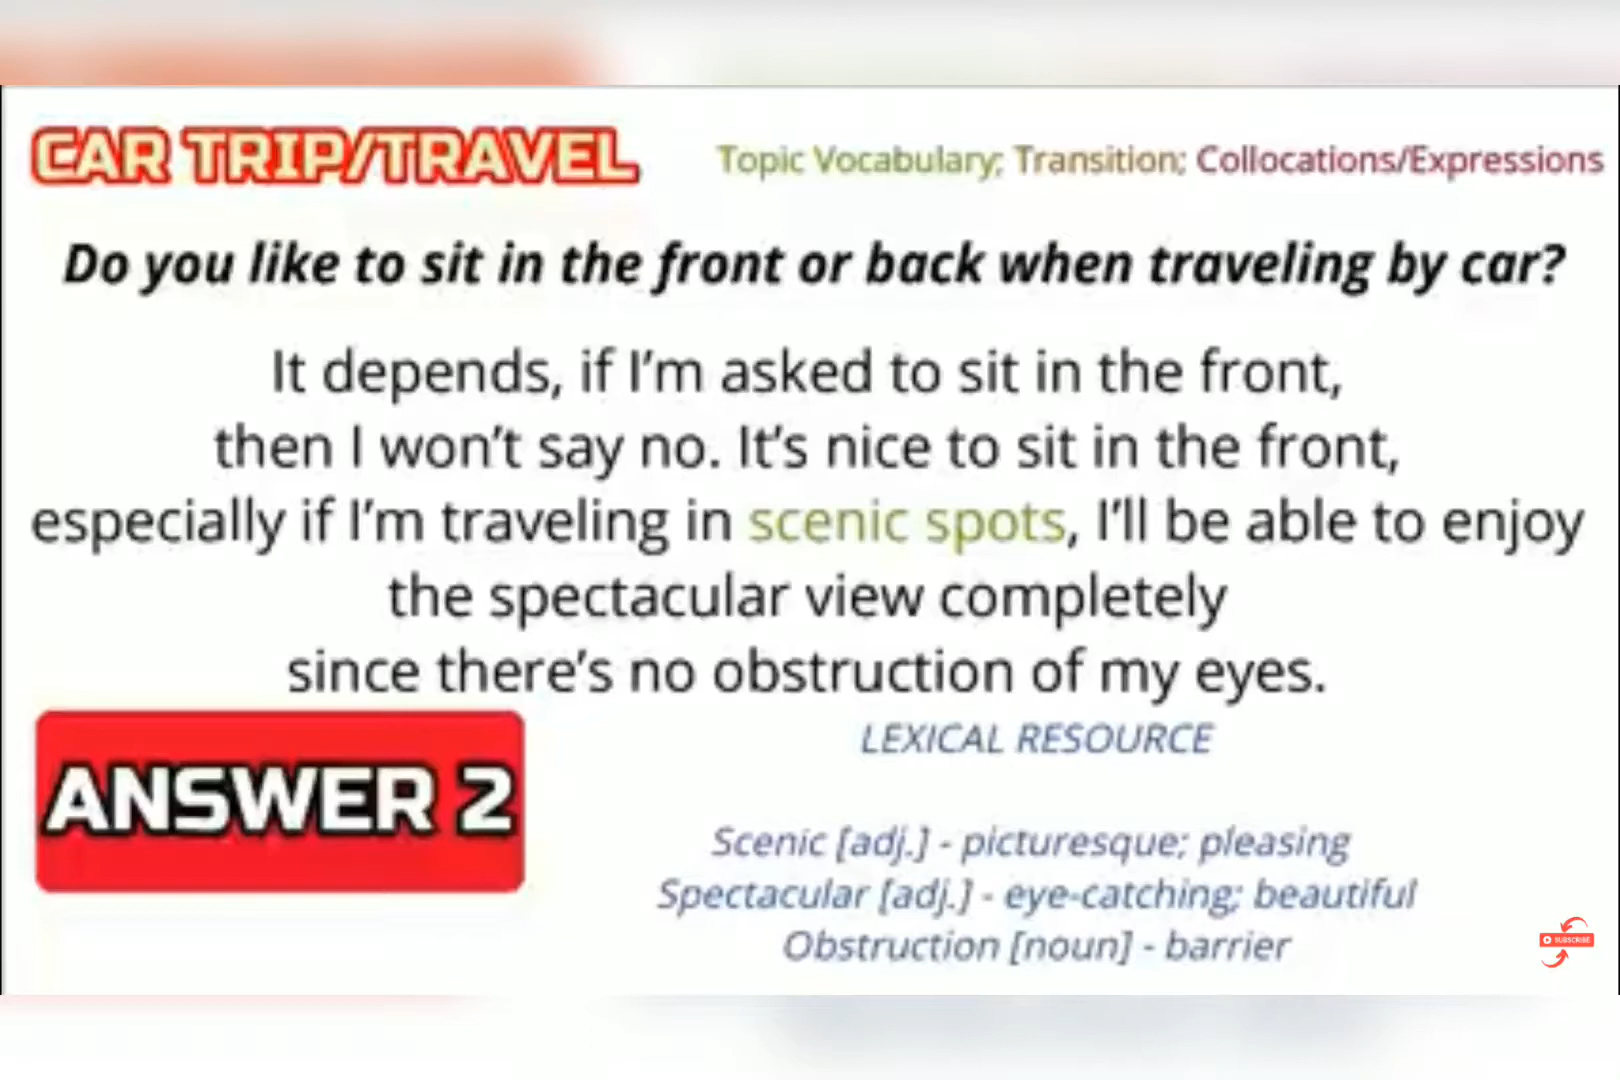 CAR TRIP/TRAVEL
Topic Vocabulary; Transition; Collocations/Expressions
Do you like to sit in the front or back when traveling by car?
It depends, if I'm asked to sit in the front,
then I won't say no. It's nice to sit in the front,
especially if I'm traveling in scenic spots, I'll be able to enjoy
the spectacular view completely
since there's no obstruction of my eyes.
ANSWER 2
LEXICAL RESOURCE
Scenic [adj.] - picturesque; pleasing
Spectacular [adj.] - eye-catching; beautiful
Obstruction [noun] - barrier
SUBSCRIBE